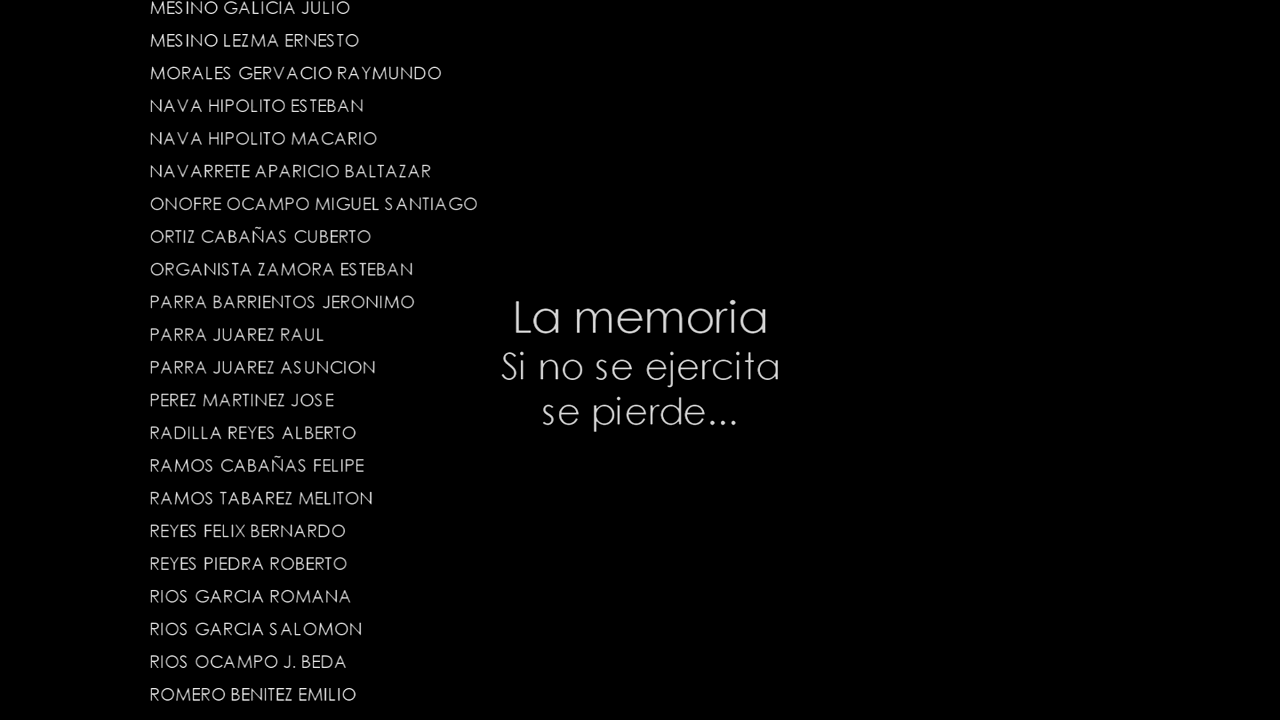 MESINO GALICIA JULIO
MESINO LEZMA ERNESTO
MORALES GERVACIO RAYMUNDO
NAVA HIPOLITO ESTEBAN
NAVA HIPOLITO MACARIO
NAVARRETE APARICIO BALTAZAR
ONOFRE OCAMPO MIGUEL SANTIAGO
ORTIZ CABAÑAS CUBERTO
ORGANISTA ZAMORA ESTEBAN
PARRA BARRIENTOS JERONIMO
PARRA JUAREZ RAUL
PARRA JUAREZ ASUNCION
PEREZ MARTINEZ JOSE
RADILLA REYES ALBERTO
RAMOS CABAÑAS FELIPE
RAMOS TABAREZ MELITON
REYES FELIX BERNARDO
REYES PIEDRA ROBERTO
RIOS GARCIA ROMANA
RIOS GARCIA SALOMON
RIOS OCAMPO J. BEDA
ROMERO BENITEZ EMILIO
La memoria
Si no se ejercita
se pierde...